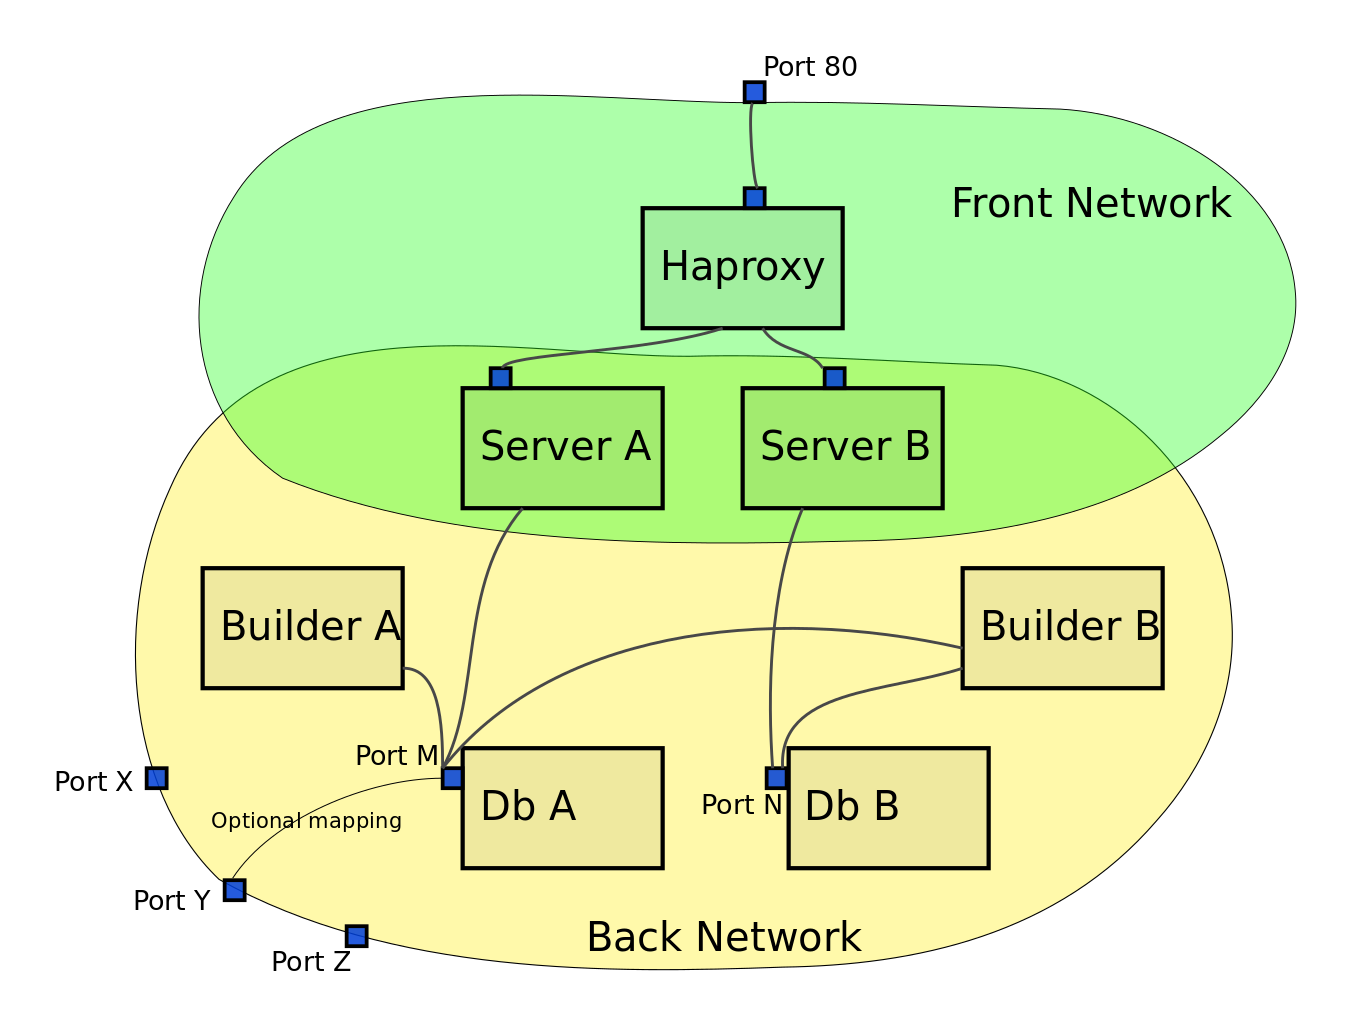 Port 80
Front Network
Haproxy
Server A
Server B
Builder A
Builder B
Port M
Port X
Db A
Port N
Db B
Optional mapping
Port Y
Back Network
Port Z